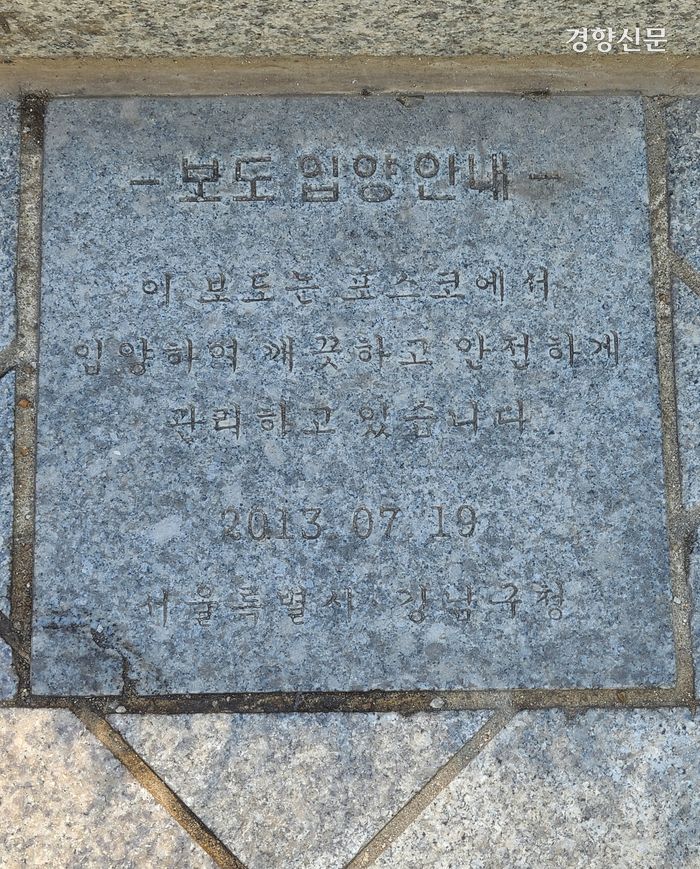 경향신문
- 보도 입양 안내 -
이 보도는 포스코에서
입양하여 깨끗하고 안전하게
관리하고 있습니다
2013. 07. 19
서울특별시 강남구청